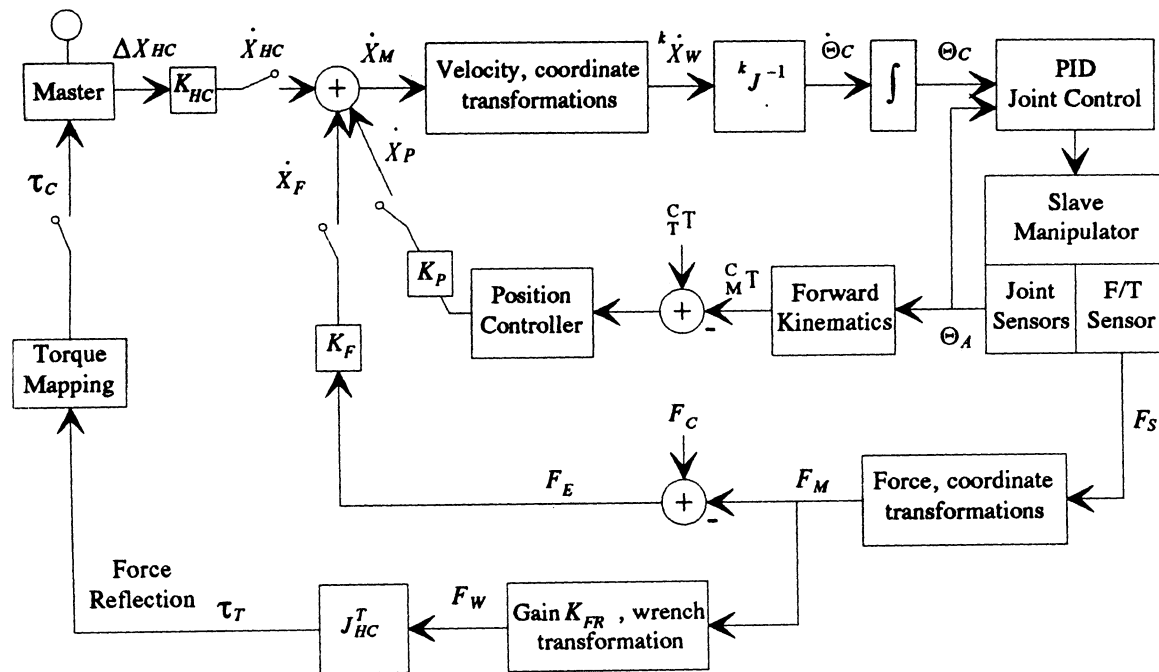 Master
ΔX_HC
K_HC
Ẋ_HC
Ẋ_M
Velocity, coordinate
transformations
ᵏẊ_W
ᵏJ⁻¹
Θ̇_C
∫
Θ_C
PID
Joint Control
+
τ_C
Ẋ_F
Ẋ_P
K_P
Position
Controller
ᶜ_T T
+
-
ᶜ_M T
Forward
Kinematics
Θ_A
Slave
Manipulator
Joint
Sensors
F/T
Sensor
Torque
Mapping
K_F
F_C
F_S
F_E
+
-
F_M
Force, coordinate
transformations
Force
Reflection
τ_T
J_HC^T
F_W
Gain K_FR , wrench
transformation